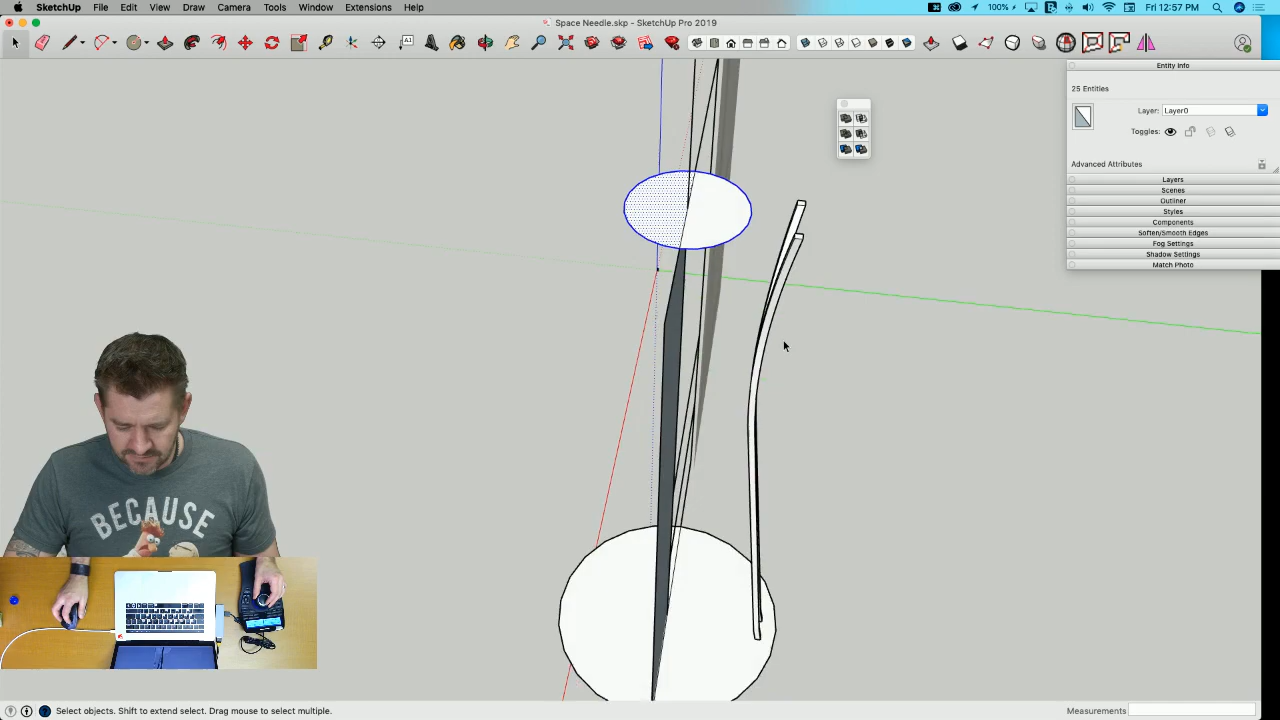 SketchUp File Edit View Draw Camera Tools Window Extensions Help
100% Fri 12:57 PM
Space Needle.skp - SketchUp Pro 2019
Entity Info
25 Entities
Layer: Layer0
Toggles:
Advanced Attributes
Layers
Scenes
Outliner
Styles
Components
Soften/Smooth Edges
Fog Settings
Shadow Settings
Match Photo
BECAUSE
Select objects. Shift to extend select. Drag mouse to select multiple.
Measurements